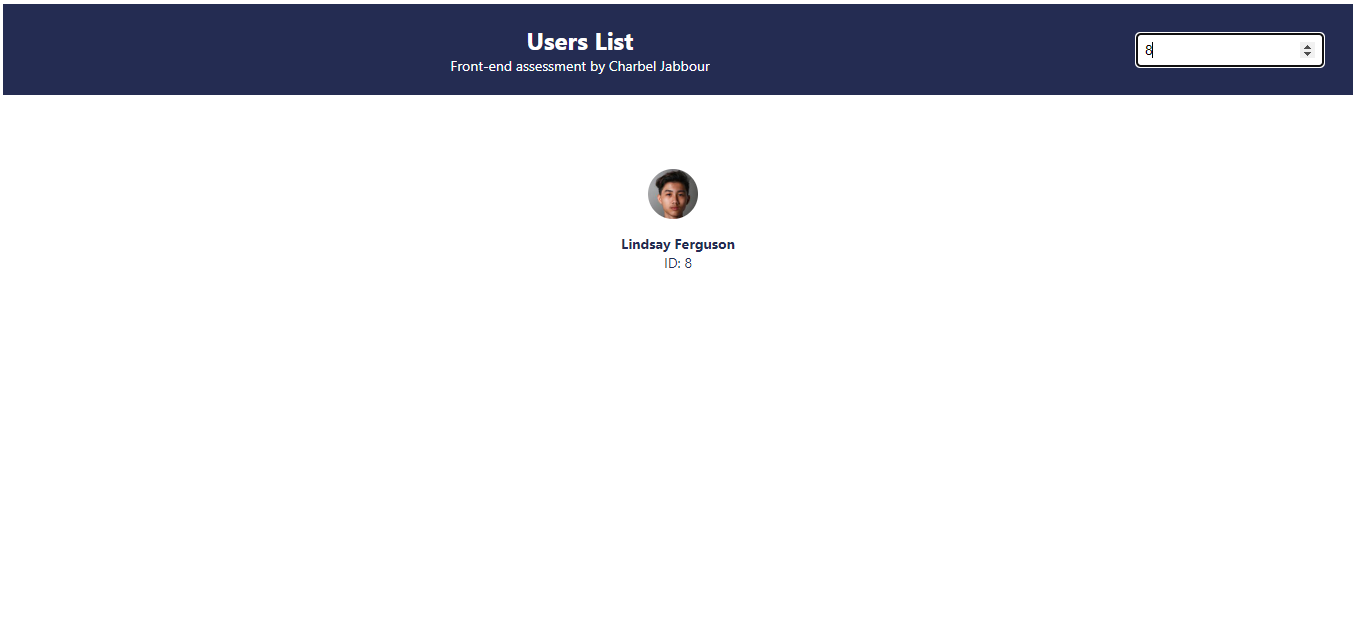 Users List
Front-end assessment by Charbel Jabbour
8
Lindsay Ferguson
ID: 8